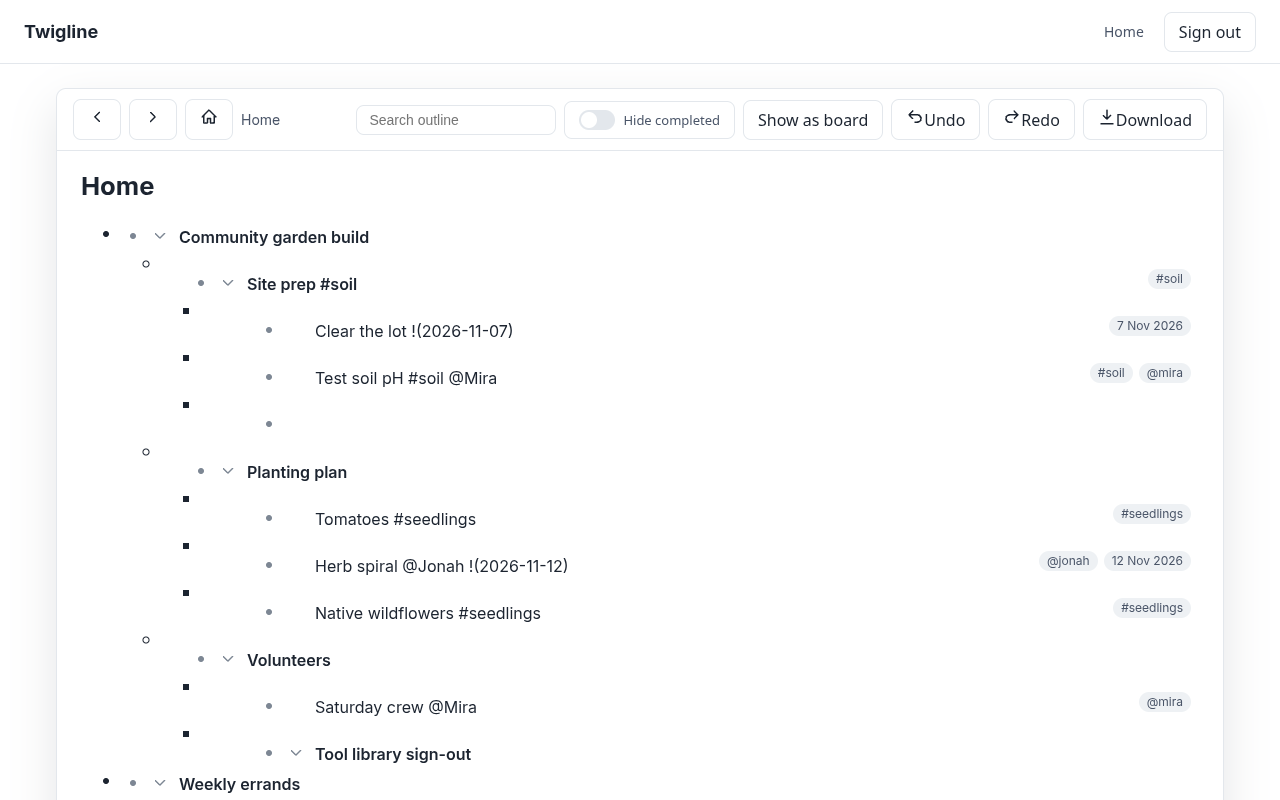 Twigline
Home
Sign out
Home
Search outline
Hide completed
Show as board
Undo
Redo
Download
Home
Community garden build
Site prep #soil
#soil
Clear the lot !(2026-11-07)
7 Nov 2026
Test soil pH #soil @Mira
#soil
@mira
Planting plan
Tomatoes #seedlings
#seedlings
Herb spiral @Jonah !(2026-11-12)
@jonah
12 Nov 2026
Native wildflowers #seedlings
#seedlings
Volunteers
Saturday crew @Mira
@mira
Tool library sign-out
Weekly errands